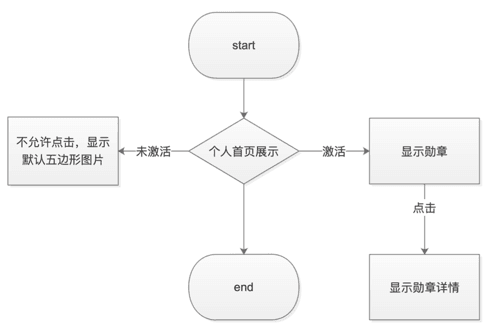 start
不允许点击，显示
默认五边形图片
未激活
个人首页展示
激活
显示勋章
点击
end
显示勋章详情